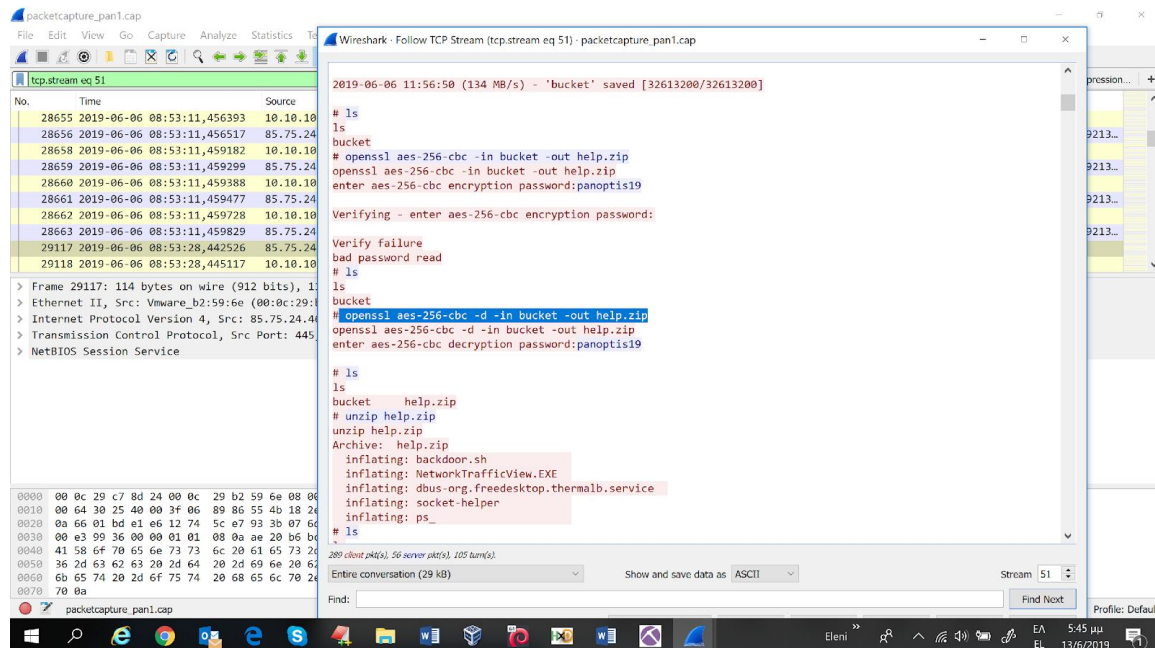 packetcapture_pan1.cap
File Edit View Go Capture Analyze Statistics Te
tcp.stream eq 51
pression... +
No. Time Source
28655 2019-06-06 08:53:11,456393 10.10.10
28656 2019-06-06 08:53:11,456517 85.75.24
9213...
28658 2019-06-06 08:53:11,459182 10.10.10
28659 2019-06-06 08:53:11,459299 85.75.24
9213...
28660 2019-06-06 08:53:11,459388 10.10.10
28661 2019-06-06 08:53:11,459477 85.75.24
9213...
28662 2019-06-06 08:53:11,459728 10.10.10
28663 2019-06-06 08:53:11,459829 85.75.24
9213...
29117 2019-06-06 08:53:28,442526 85.75.24
29118 2019-06-06 08:53:28,445117 10.10.10
> Frame 29117: 114 bytes on wire (912 bits), 1
> Ethernet II, Src: Vmware_b2:59:6e (00:0c:29:
> Internet Protocol Version 4, Src: 85.75.24.4
> Transmission Control Protocol, Src Port: 445,
> NetBIOS Session Service
0000 00 0c 29 c7 8d 24 00 0c 29 b2 59 6e 08 00
0010 00 64 30 25 40 00 3f 06 89 86 55 4b 18 2e
0020 0a 66 01 bd e1 e6 12 74 5c e7 93 3b 07 6d
0030 00 e3 99 36 00 00 01 01 08 0a ae 20 b6 b
0040 41 58 6f 70 65 6e 73 73 6c 20 61 65 73 2d
0050 36 2d 63 62 63 20 2d 64 20 2d 69 6e 20 62
0060 6b 65 74 20 2d 6f 75 74 20 68 65 6c 70 2e
0070 70 0a
packetcapture_pan1.cap
Profile: Defaul
Wireshark · Follow TCP Stream (tcp.stream eq 51) · packetcapture_pan1.cap
2019-06-06 11:56:50 (134 MB/s) - 'bucket' saved [32613200/32613200]
# ls
ls
bucket
# openssl aes-256-cbc -in bucket -out help.zip
openssl aes-256-cbc -in bucket -out help.zip
enter aes-256-cbc encryption password:panoptis19
Verifying - enter aes-256-cbc encryption password:
Verify failure
bad password read
# ls
ls
bucket
# openssl aes-256-cbc -d -in bucket -out help.zip
openssl aes-256-cbc -d -in bucket -out help.zip
enter aes-256-cbc decryption password:panoptis19
# ls
ls
bucket help.zip
# unzip help.zip
unzip help.zip
Archive: help.zip
inflating: backdoor.sh
inflating: NetworkTrafficView.EXE
inflating: dbus-org.freedesktop.thermalb.service
inflating: socket-helper
inflating: ps_
# ls
289 client pkt(s), 56 server pkt(s), 105 turn(s).
Entire conversation (29 kB) Show and save data as ASCII Stream 51
Find: Find Next
Eleni ΕΛ 5:45 μμ
EL 13/6/2019